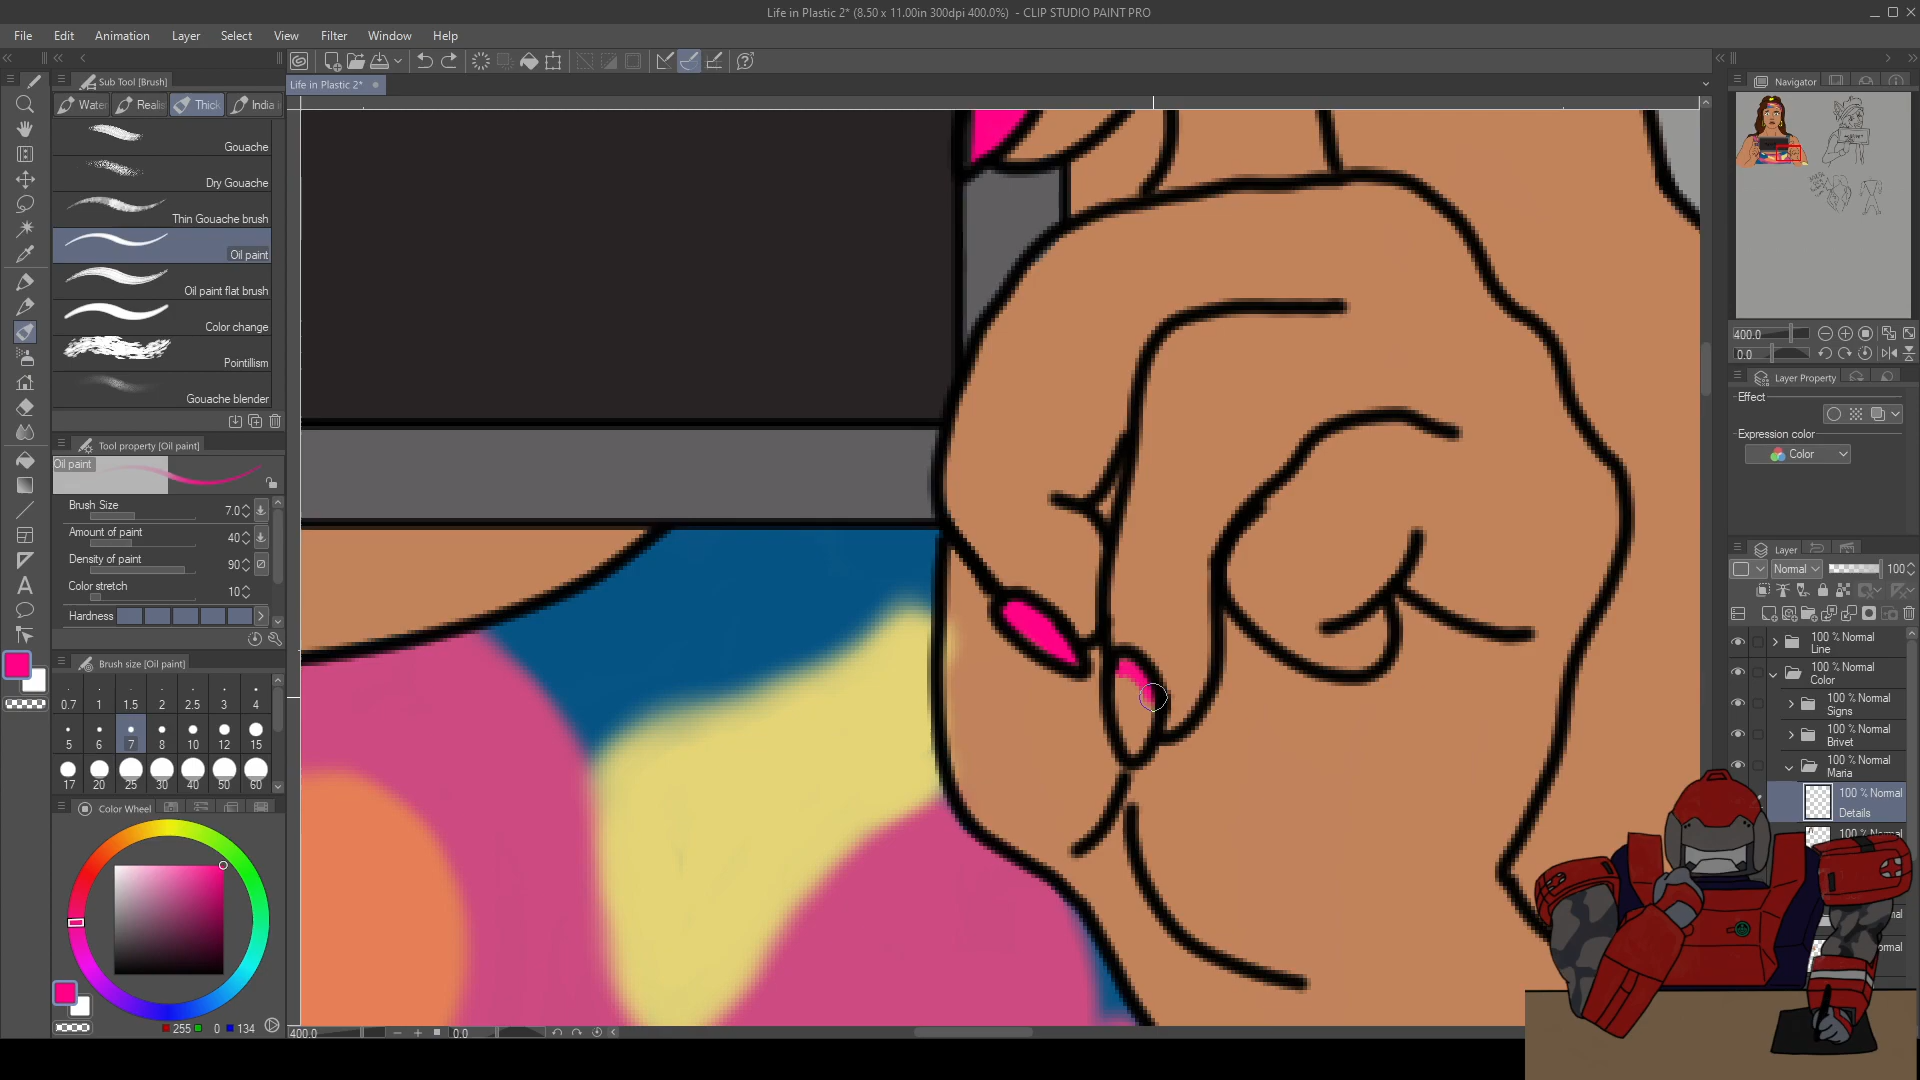 Life in Plastic 2* (8.50 x 11.00in 300dpi 400.0%)  - CLIP STUDIO PAINT PRO
File Edit Animation Layer Select View Filter Window Help
Sub Tool [Brush]
Water Realis Thick India i
Gouache
Dry Gouache
Thin Gouache brush
Oil paint
Oil paint flat brush
Color change
Pointillism
Gouache blender
Tool property [Oil paint]
Oil paint
Brush Size 7.0
Amount of paint 40
Density of paint 90
Color stretch 10
Hardness
Brush size [Oil paint]
0.7 1 1.5 2 2.5 3 4
5 6 7 8 10 12 15
17 20 25 30 40 50 60
Color Wheel
255 0 134
Life in Plastic 2*
400.0 0.0
Navigator
400.0
0.0
Layer Property
Effect
Expression color
Color
Layer
Normal 100
100 % Normal
Line
100 % Normal
Color
100 % Normal
Signs
100 % Normal
Brivet
100 % Normal
Maria
100 % Normal
Details
100 % Normal